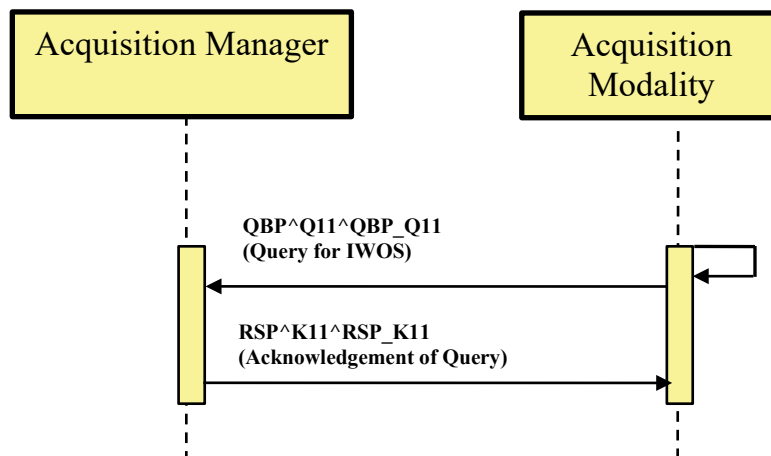 Acquisition Manager
Acquisition
Modality
QBP^Q11^QBP_Q11
(Query for IWOS)
RSP^K11^RSP_K11
(Acknowledgement of Query)